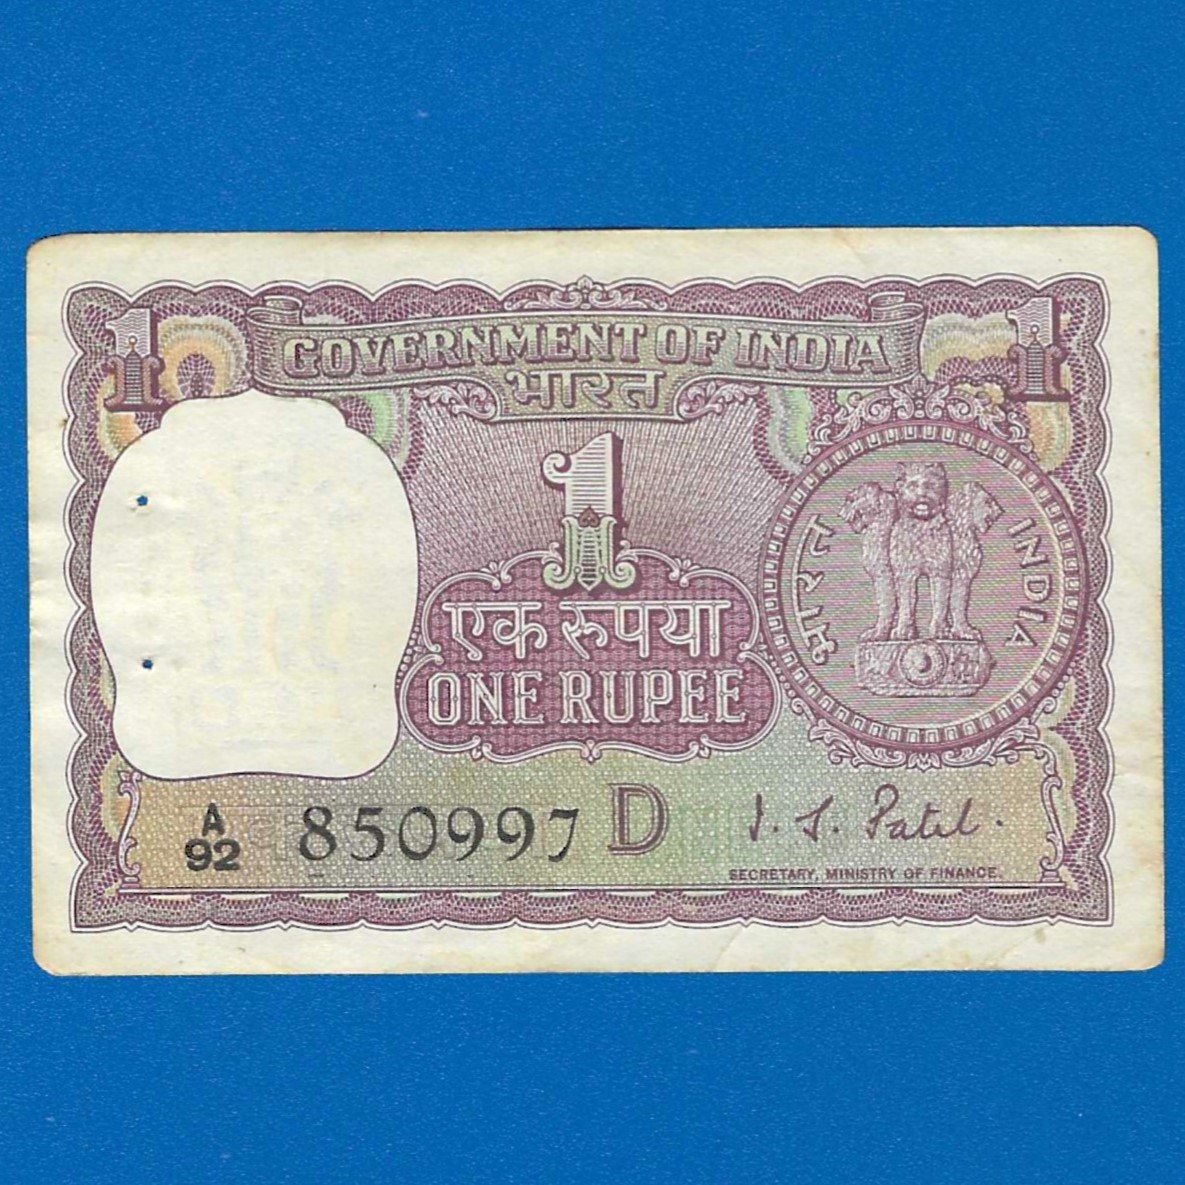 1 1
GOVERNMENT OF INDIA
भारत
1
एक रुपया
ONE RUPEE
भारत INDIA
A
92 850997 D
I. G. Patel.
SECRETARY, MINISTRY OF FINANCE.